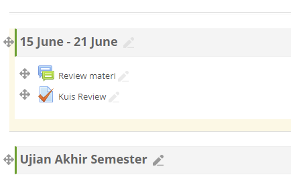 15 June - 21 June
Review materi
Kuis Review
Ujian Akhir Semester